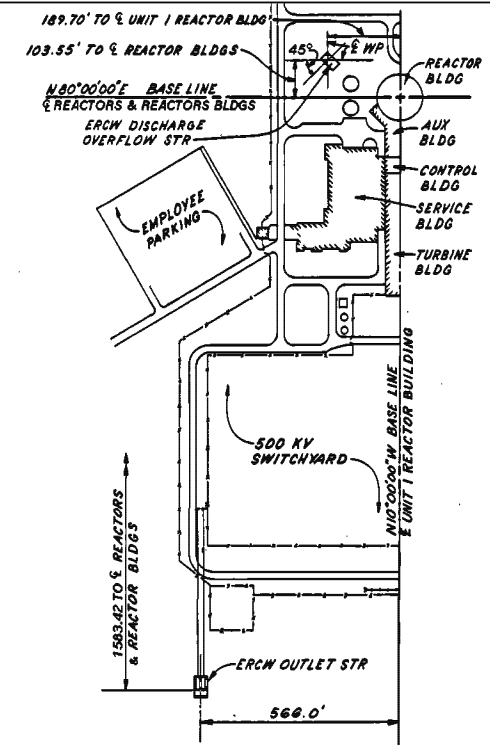 189.70' TO ℄ UNIT 1 REACTOR BLDG
℄ WP
103.55' TO ℄ REACTOR BLDGS
45°
REACTOR
BLDG
N80°00'00"E BASE LINE
℄ REACTORS & REACTORS BLDGS
ERCW DISCHARGE
OVERFLOW STR
AUX
BLDG
CONTROL
BLDG
EMPLOYEE
PARKING
SERVICE
BLDG
TURBINE
BLDG
500 KV
SWITCHYARD
N10°00'00"W BASE LINE
℄ UNIT 1 REACTOR BUILDING
1583.42 TO ℄ REACTORS
& REACTOR BLDGS
ERCW OUTLET STR
566.0'